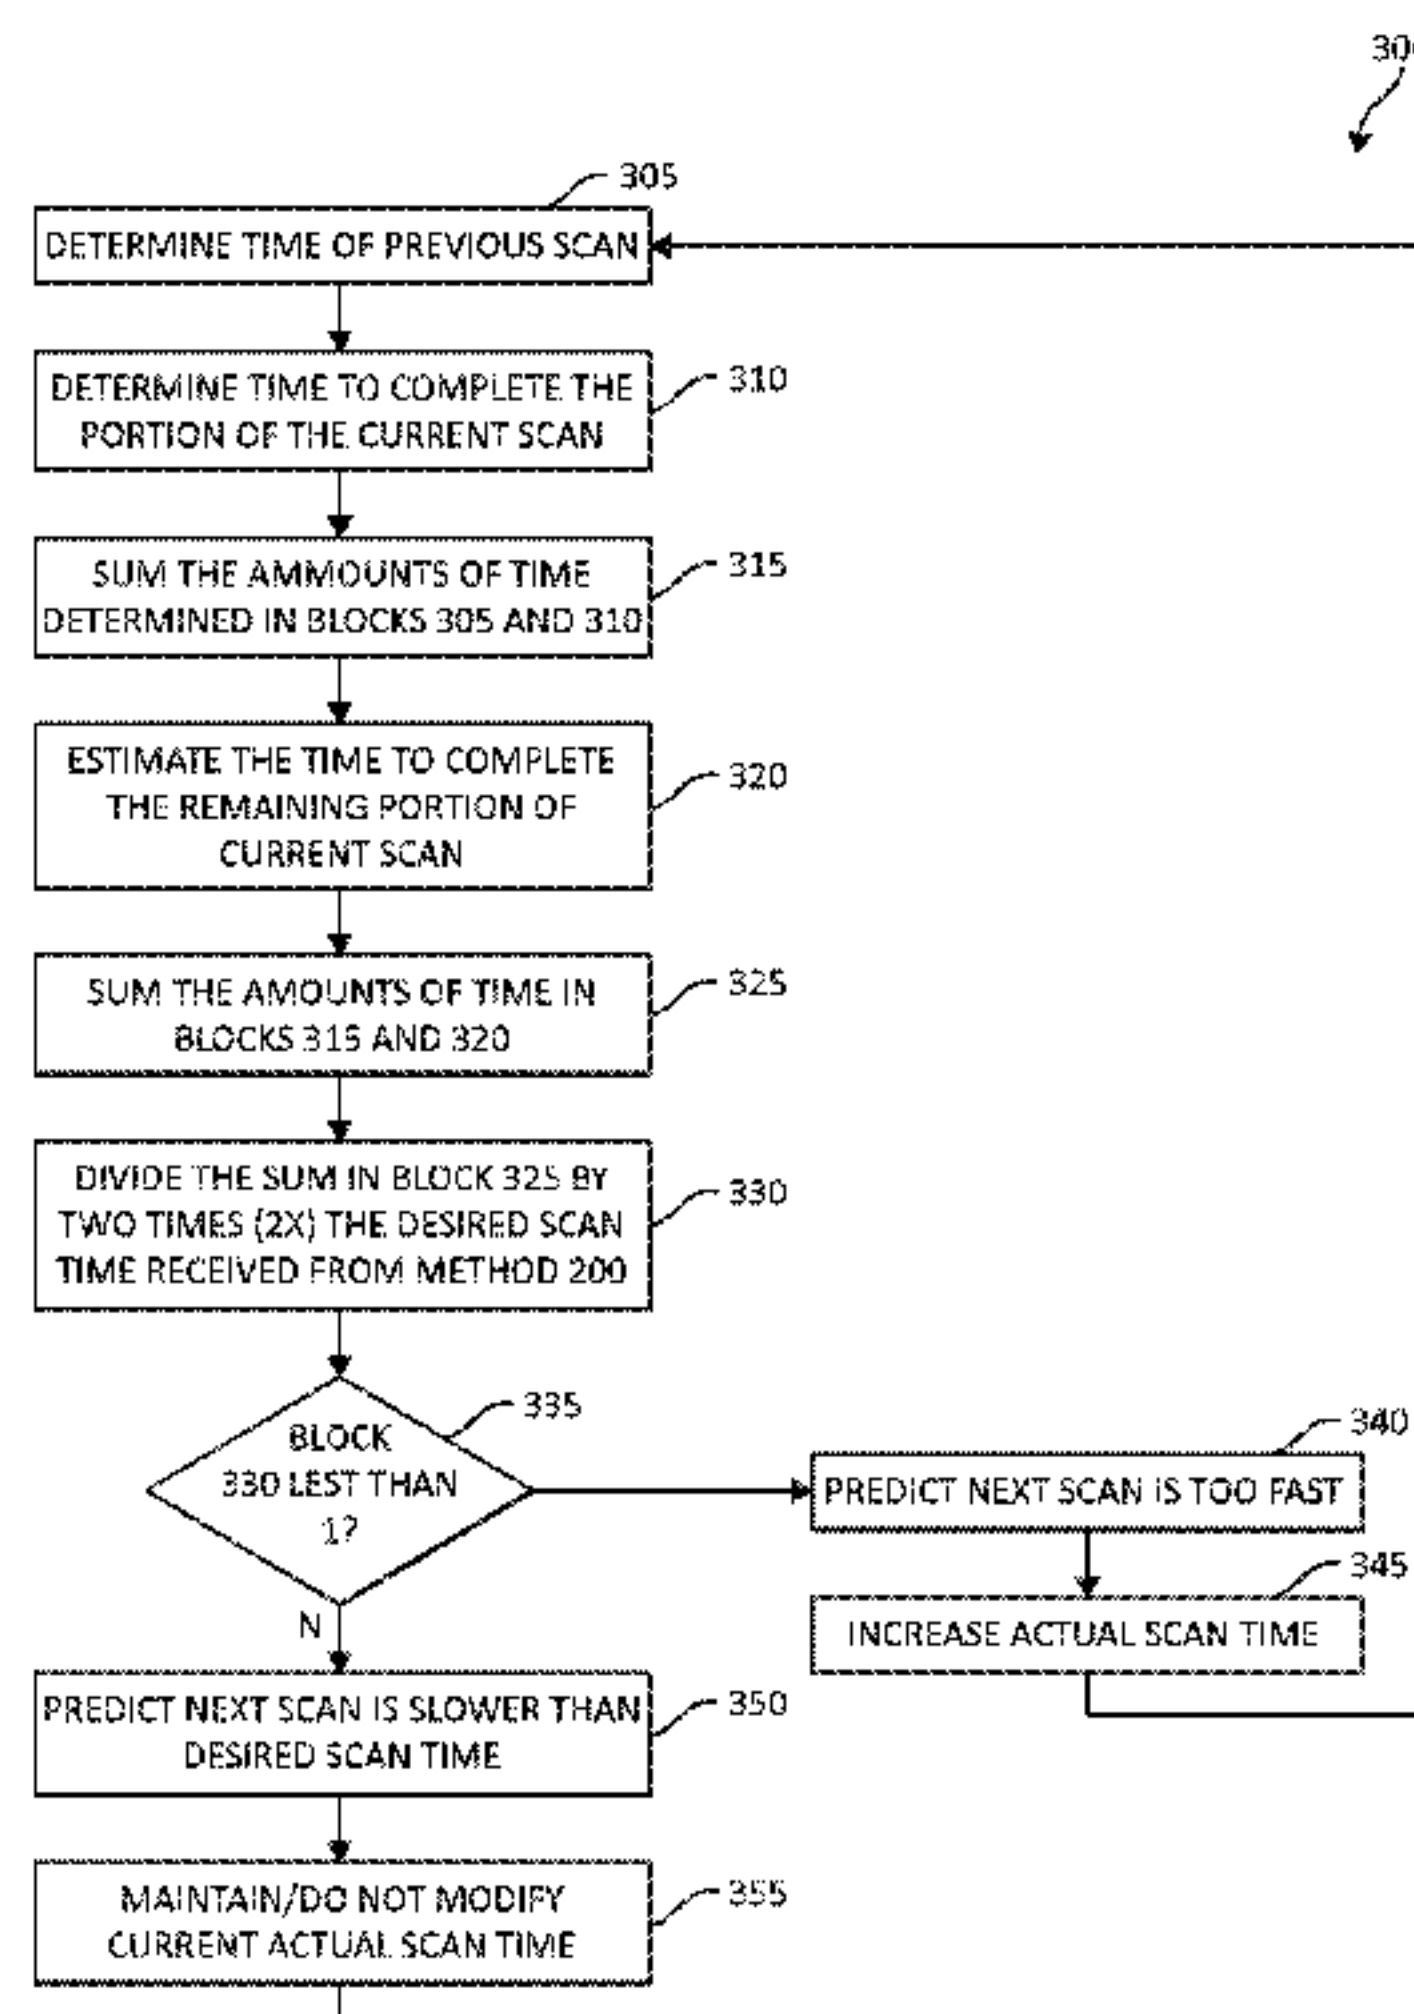 30
305
DETERMINE TIME OF PREVIOUS SCAN
DETERMINE TIME TO COMPLETE THE
PORTION OF THE CURRENT SCAN
310
SUM THE AMMOUNTS OF TIME
DETERMINED IN BLOCKS 305 AND 310
315
ESTIMATE THE TIME TO COMPLETE
THE REMAINING PORTION OF
CURRENT SCAN
320
SUM THE AMOUNTS OF TIME IN
BLOCKS 315 AND 320
325
DIVIDE THE SUM IN BLOCK 325 BY
TWO TIMES (2X) THE DESIRED SCAN
TIME RECEIVED FROM METHOD 200
330
335
BLOCK
330 LEST THAN
1?
340
PREDICT NEXT SCAN IS TOO FAST
345
INCREASE ACTUAL SCAN TIME
N
PREDICT NEXT SCAN IS SLOWER THAN
DESIRED SCAN TIME
350
MAINTAIN/DO NOT MODIFY
CURRENT ACTUAL SCAN TIME
355